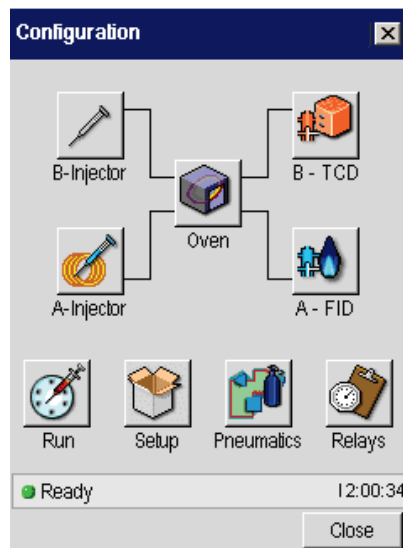 Configuration
B-Injector
B - TCD
Oven
A-Injector
A - FID
Run
Setup
Pneumatics
Relays
Ready
12:00:34
Close